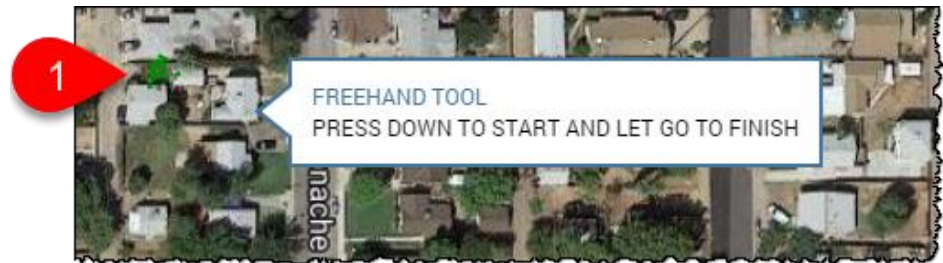 1
FREEHAND TOOL
PRESS DOWN TO START AND LET GO TO FINISH
nache